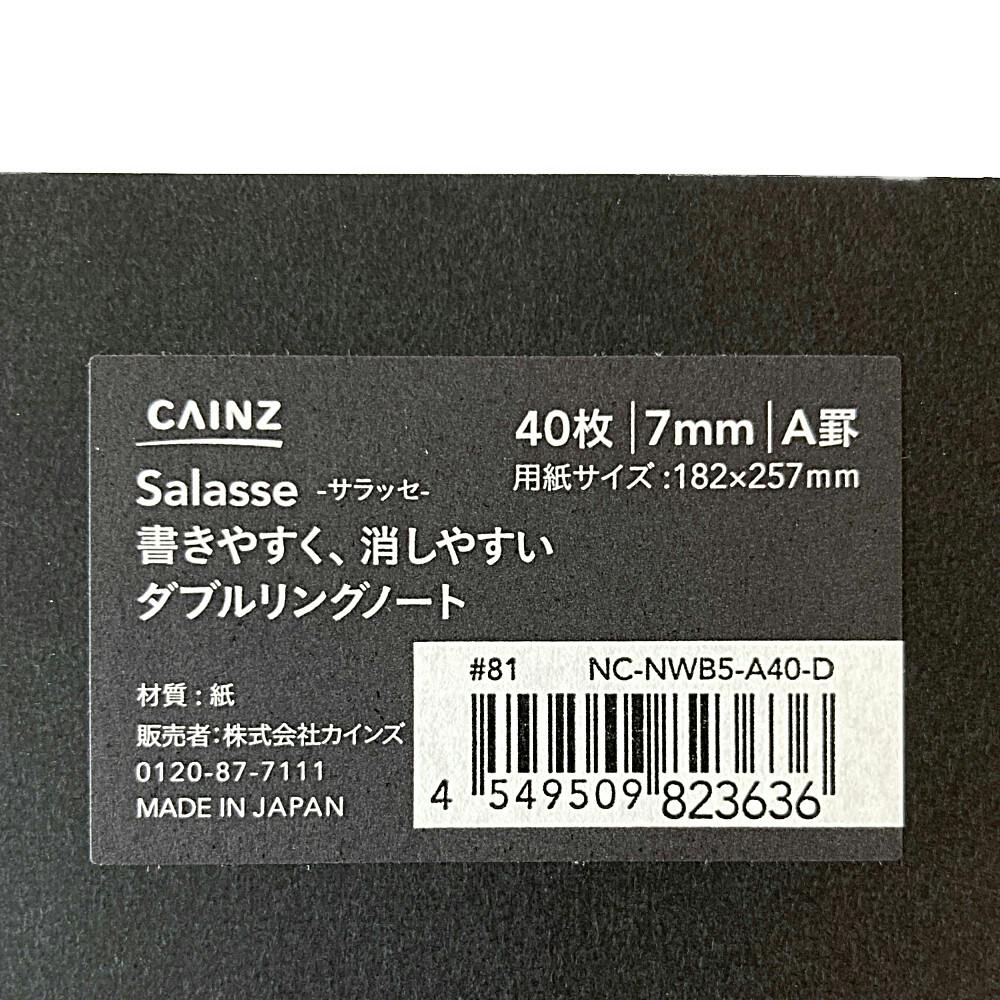 CAINZ
40枚|7mm|A罫
用紙サイズ:182×257mm
Salasse -サラッセ-
書きやすく、消しやすい
ダブルリングノート
材質:紙
販売者:株式会社カインズ
0120-87-7111
MADE IN JAPAN
#81 NC-NWB5-A40-D
4 549509 823636